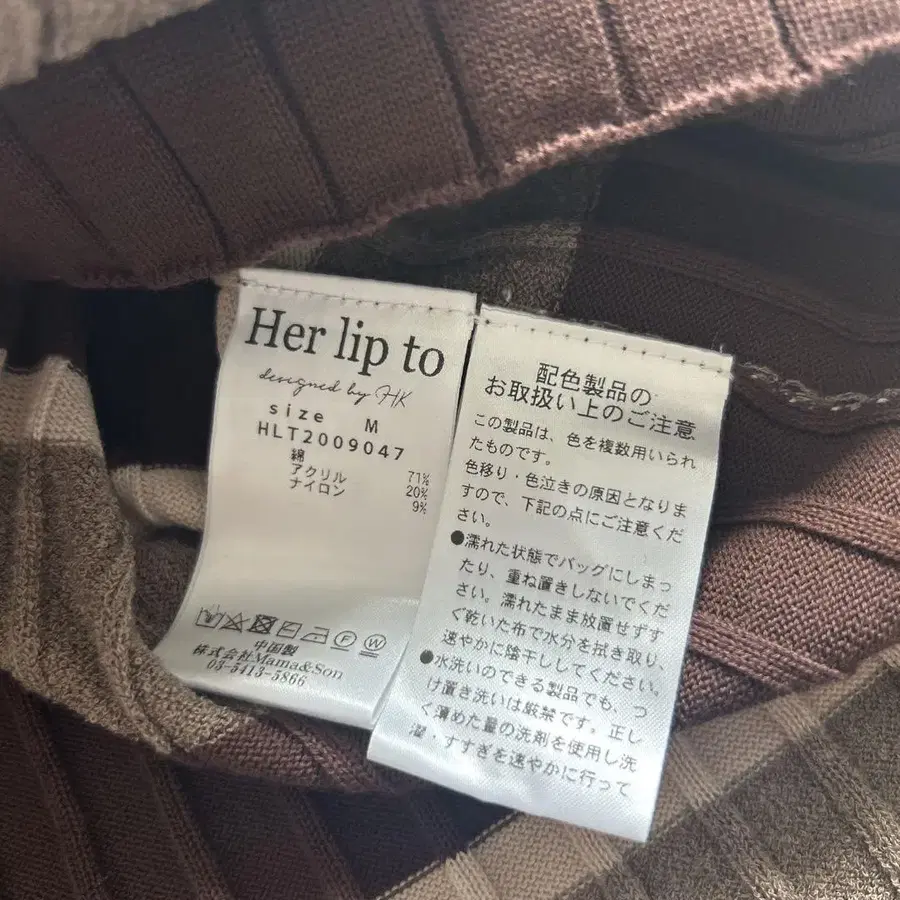 Her lip to
designed by HK
size M
HLT2009047
綿 71%
アクリル 20%
ナイロン 9%
中国製
株式会社Mama&Son
03-5413-5866
配色製品の
お取扱い上のご注意
この製品は、色を複数用いられ
たものです。
色移り・色泣きの原因となりま
すので、下記の点にご注意くだ
さい。
●濡れた状態でバッグにしまっ
たり、重ね置きしないでくだ
さい。濡れたまま放置せずす
ぐ乾いた布で水分を拭き取り、
速やかに陰干ししてください。
●水洗いのできる製品でも、つ
け置き洗いは厳禁です。正し
く薄めた量の洗剤を使用し洗
濯・すすぎを速やかに行って